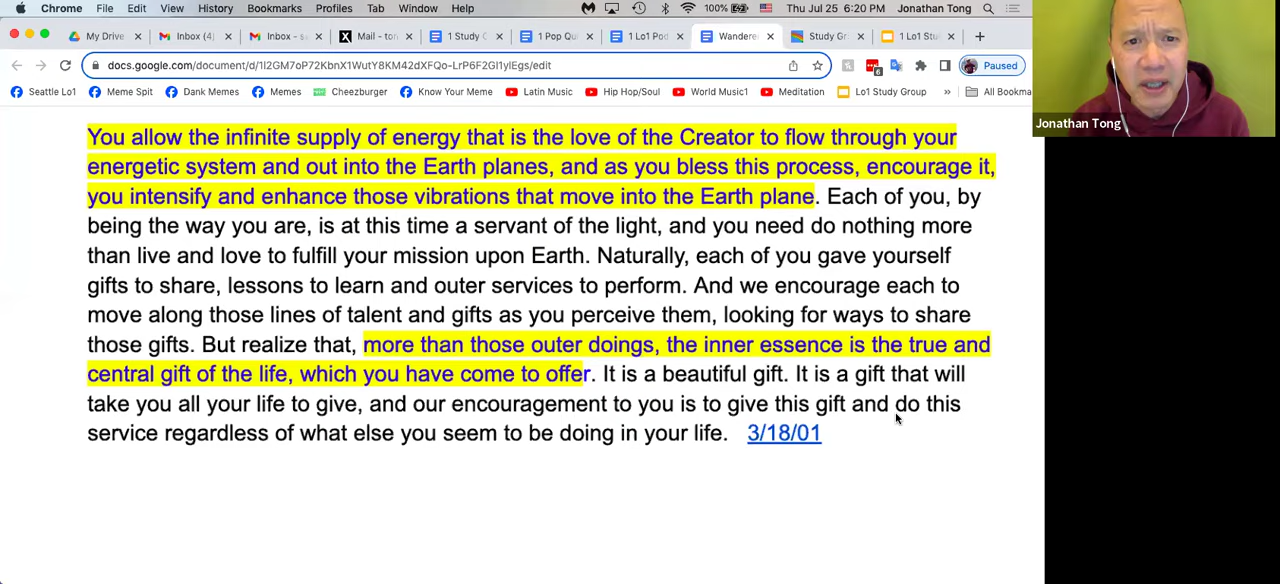 Chrome File Edit View History Bookmarks Profiles Tab Window Help 100% Thu Jul 25 6:20 PM Jonathan Tong
My Drive Inbox (4) Inbox - s Mail - ton 1 Study 1 Pop Qu 1 Lo1 Po Wandere Study Gr 1 Lo1 Stu
docs.google.com/document/d/1I2GM7oP72KbnX1WutY8KM42dXFQo-LrP6F2Gl1ylEgs/edit 6 Paused
Seattle Lo1 Meme Spit Dank Memes Memes Cheezburger Know Your Meme Latin Music Hip Hop/Soul World Music1 Meditation Lo1 Study Group » All Bookma
Jonathan Tong
You allow the infinite supply of energy that is the love of the Creator to flow through your
energetic system and out into the Earth planes, and as you bless this process, encourage it,
you intensify and enhance those vibrations that move into the Earth plane. Each of you, by
being the way you are, is at this time a servant of the light, and you need do nothing more
than live and love to fulfill your mission upon Earth. Naturally, each of you gave yourself
gifts to share, lessons to learn and outer services to perform. And we encourage each to
move along those lines of talent and gifts as you perceive them, looking for ways to share
those gifts. But realize that, more than those outer doings, the inner essence is the true and
central gift of the life, which you have come to offer. It is a beautiful gift. It is a gift that will
take you all your life to give, and our encouragement to you is to give this gift and do this
service regardless of what else you seem to be doing in your life. 3/18/01